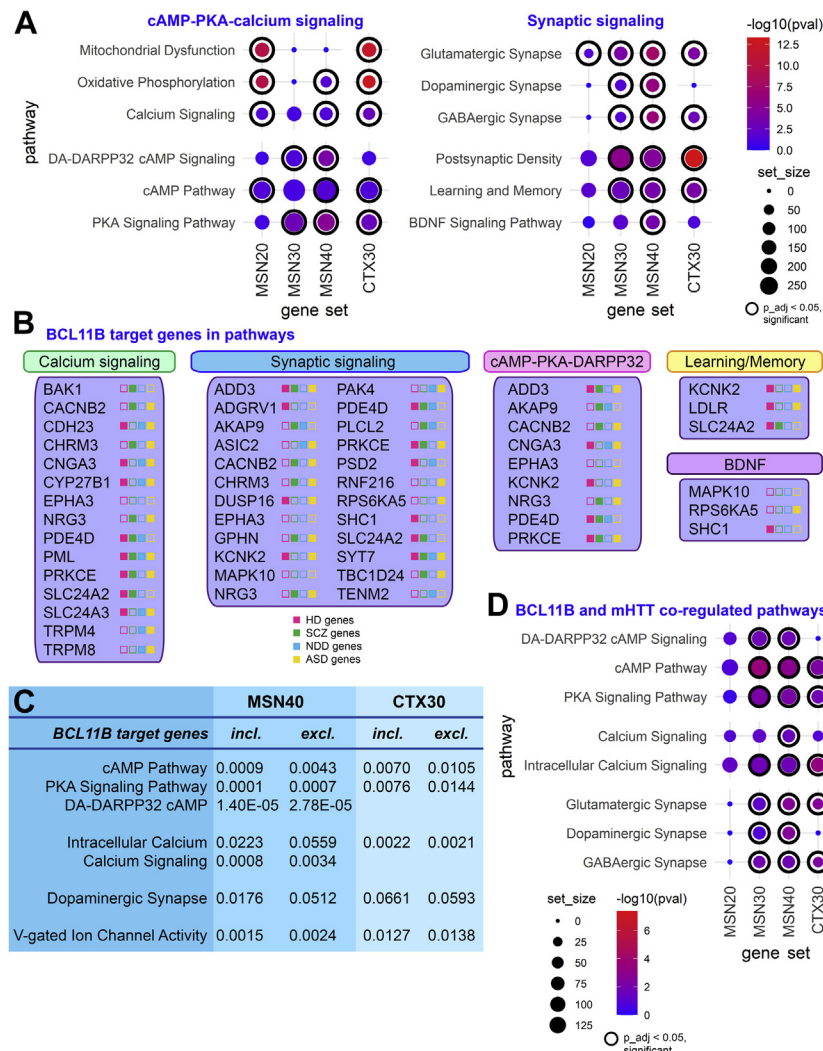 A
cAMP-PKA-calcium signaling
Mitochondrial Dysfunction
Oxidative Phosphorylation
Calcium Signaling
DA-DARPP32 cAMP Signaling
cAMP Pathway
PKA Signaling Pathway
pathway
MSN20
MSN30
MSN40
CTX30
gene set
Synaptic signaling
Glutamatergic Synapse
Dopaminergic Synapse
GABAergic Synapse
Postsynaptic Density
Learning and Memory
BDNF Signaling Pathway
MSN20
MSN30
MSN40
CTX30
gene set
-log10(pval)
12.5
10.0
7.5
5.0
2.5
0.0
set_size
0
50
100
150
200
250
p_adj < 0.05,
significant
B
BCL11B target genes in pathways
Calcium signaling
BAK1
CACNB2
CDH23
CHRM3
CNGA3
CYP27B1
EPHA3
NRG3
PDE4D
PML
PRKCE
SLC24A2
SLC24A3
TRPM4
TRPM8
Synaptic signaling
ADD3
ADGRV1
AKAP9
ASIC2
CACNB2
CHRM3
DUSP16
EPHA3
GPHN
KCNK2
MAPK10
NRG3
PAK4
PDE4D
PLCL2
PRKCE
PSD2
RNF216
RPS6KA5
SHC1
SLC24A2
SYT7
TBC1D24
TENM2
HD genes
SCZ genes
NDD genes
ASD genes
cAMP-PKA-DARPP32
ADD3
AKAP9
CACNB2
CNGA3
EPHA3
KCNK2
NRG3
PDE4D
PRKCE
Learning/Memory
KCNK2
LDLR
SLC24A2
BDNF
MAPK10
RPS6KA5
SHC1
C
MSN40 CTX30
BCL11B target genes incl. excl. incl. excl.
cAMP Pathway 0.0009 0.0043 0.0070 0.0105
PKA Signaling Pathway 0.0001 0.0007 0.0076 0.0144
DA-DARPP32 cAMP 1.40E-05 2.78E-05
Intracellular Calcium 0.0223 0.0559 0.0022 0.0021
Calcium Signaling 0.0008 0.0034
Dopaminergic Synapse 0.0176 0.0512 0.0661 0.0593
V-gated Ion Channel Activity 0.0015 0.0024 0.0127 0.0138
D
BCL11B and mHTT co-regulated pathways
DA-DARPP32 cAMP Signaling
cAMP Pathway
PKA Signaling Pathway
Calcium Signaling
Intracellular Calcium Signaling
Glutamatergic Synapse
Dopaminergic Synapse
GABAergic Synapse
pathway
MSN20
MSN30
MSN40
CTX30
gene set
set_size
0
25
50
75
100
125
-log10(pval)
6
4
2
0
p_adj < 0.05,
significant